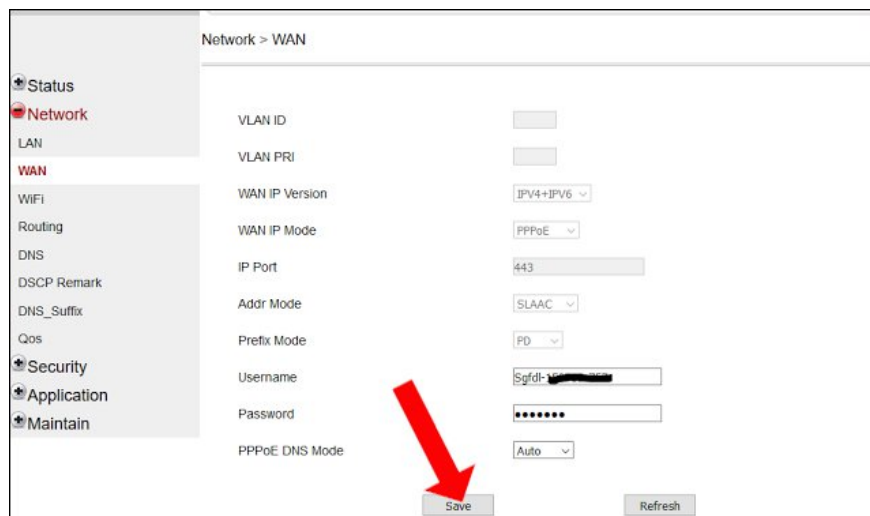 Network > WAN
Status
Network
LAN
WAN
WiFi
Routing
DNS
DSCP Remark
DNS_Suffix
Qos
Security
Application
Maintain
VLAN ID
VLAN PRI
WAN IP Version IPV4+IPV6
WAN IP Mode PPPoE
IP Port 443
Addr Mode SLAAC
Prefix Mode PD
Username Sgfdl-
Password •••••••
PPPoE DNS Mode Auto
Save Refresh